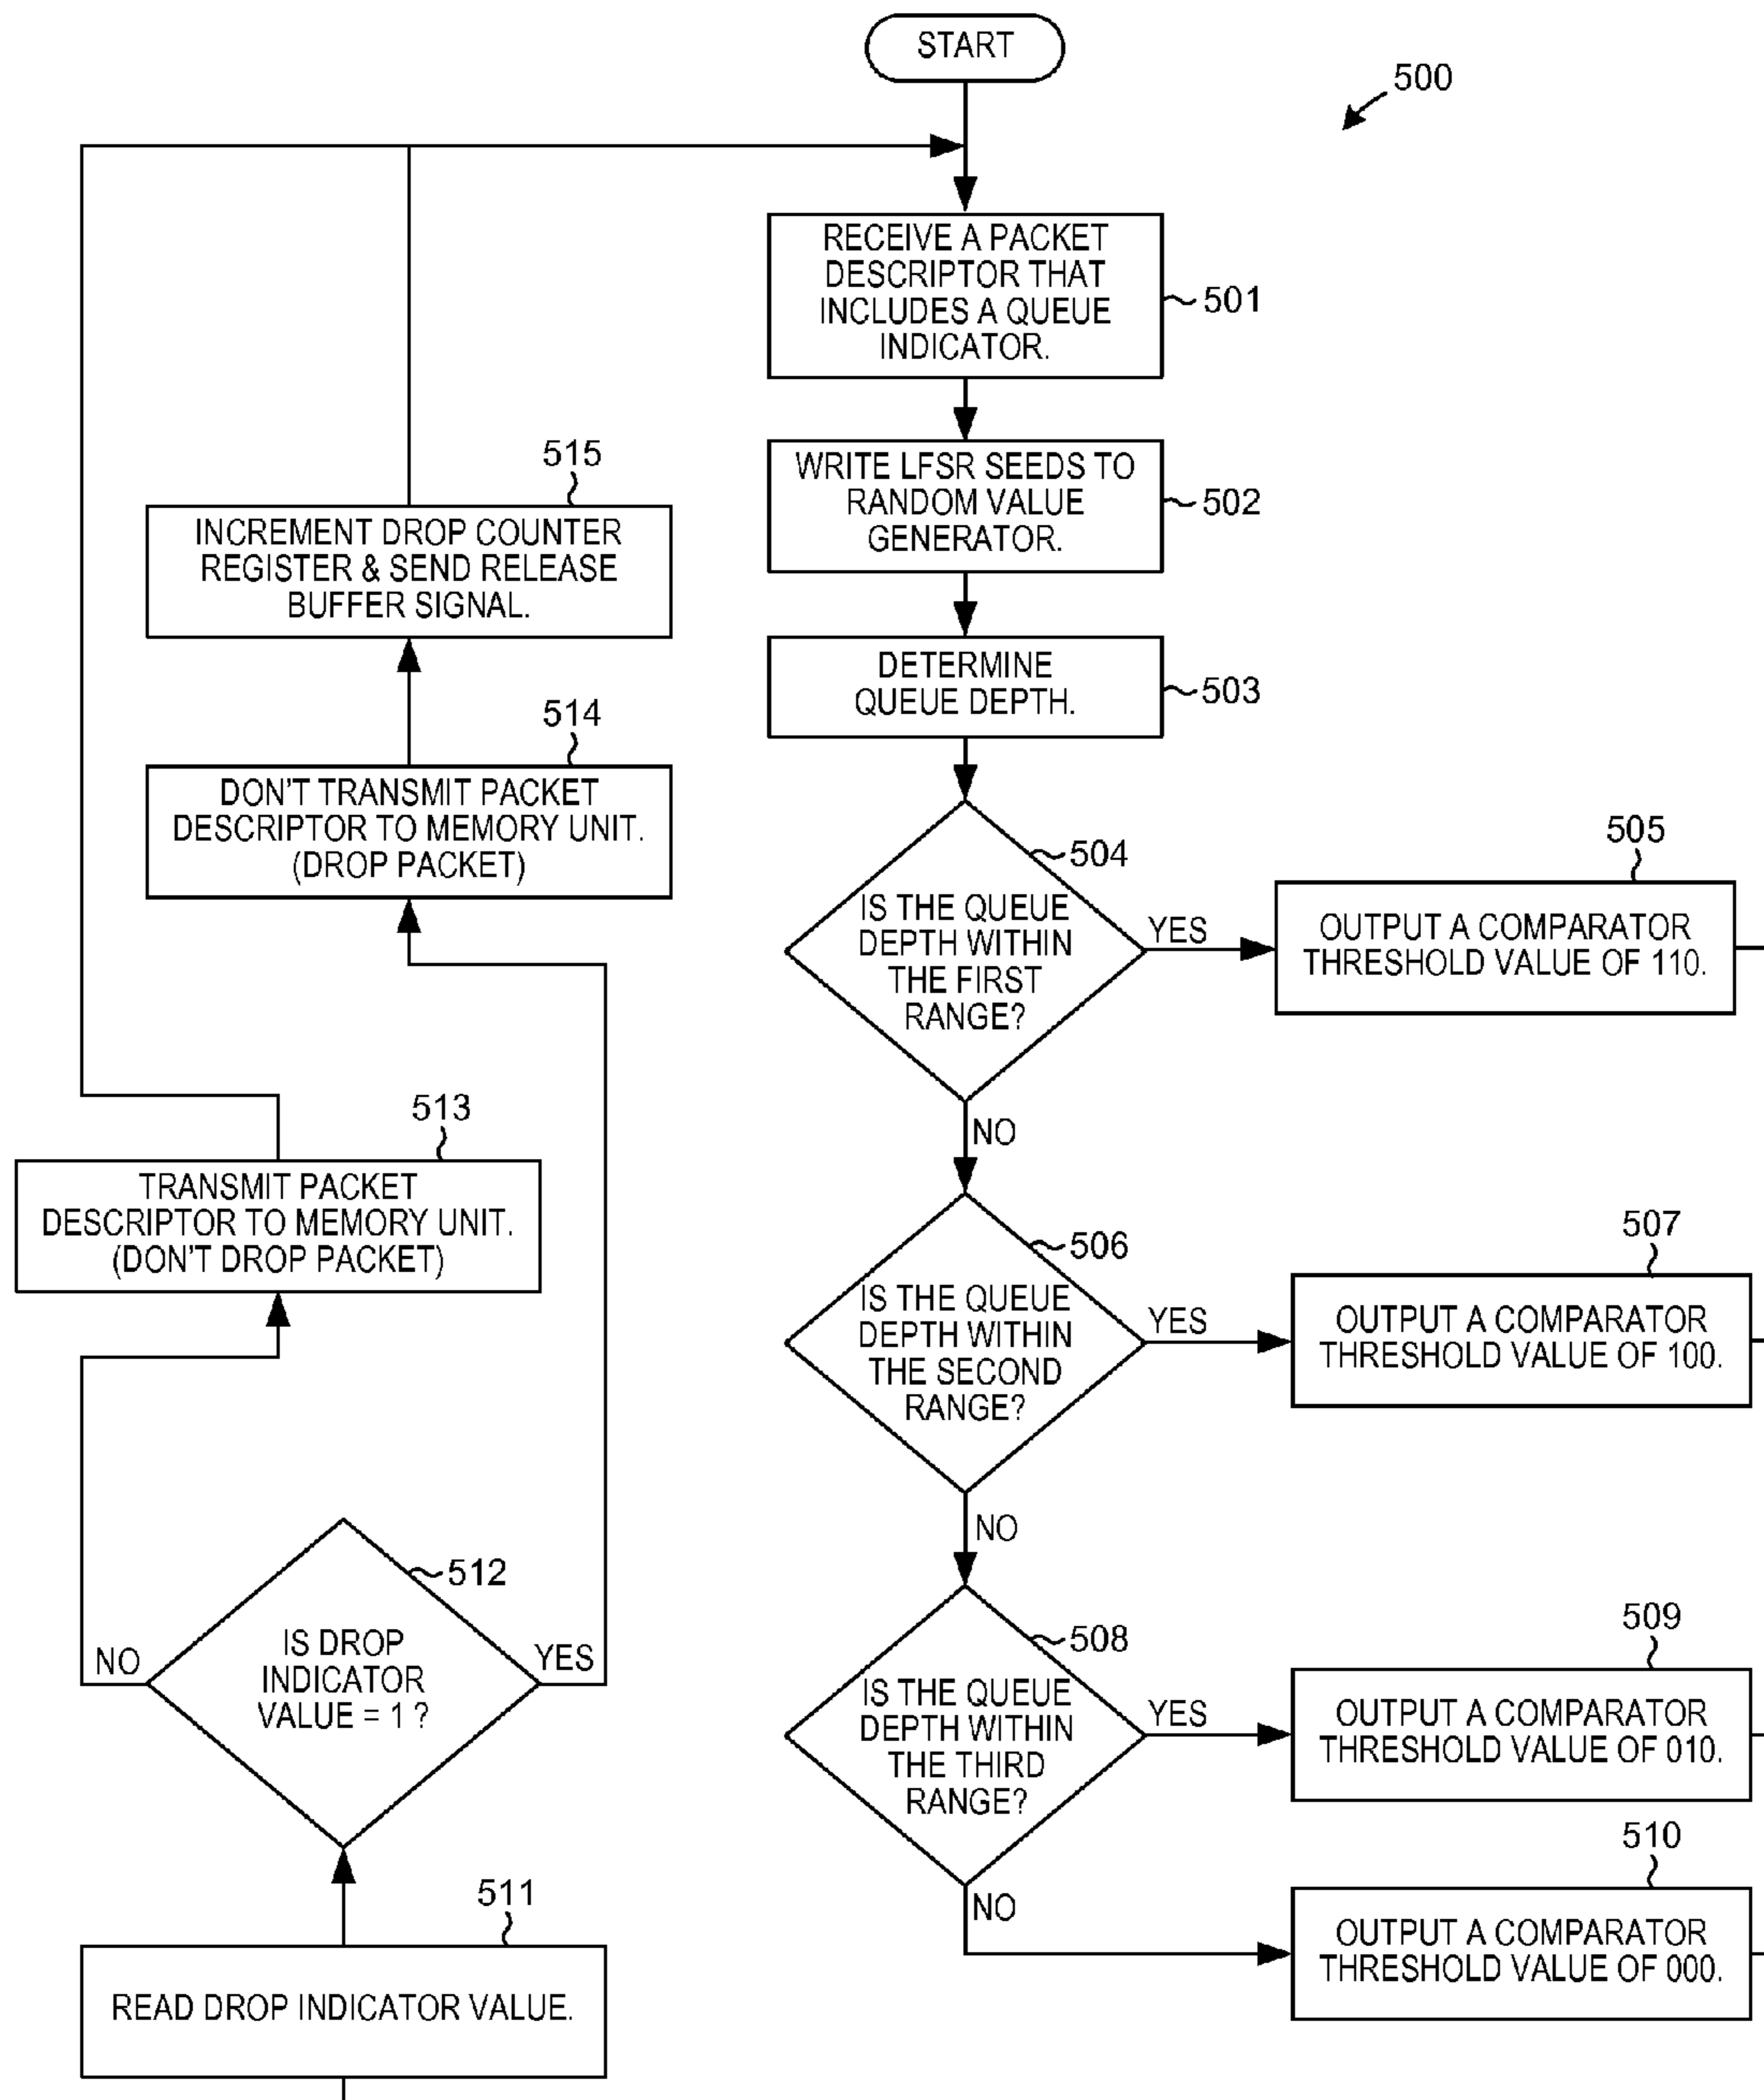 START
500
RECEIVE A PACKET
DESCRIPTOR THAT
INCLUDES A QUEUE
INDICATOR.
501
WRITE LFSR SEEDS TO
RANDOM VALUE
GENERATOR.
502
DETERMINE
QUEUE DEPTH.
503
504
IS THE QUEUE
DEPTH WITHIN
THE FIRST
RANGE?
YES
NO
505
OUTPUT A COMPARATOR
THRESHOLD VALUE OF 110.
506
IS THE QUEUE
DEPTH WITHIN
THE SECOND
RANGE?
YES
NO
507
OUTPUT A COMPARATOR
THRESHOLD VALUE OF 100.
508
IS THE QUEUE
DEPTH WITHIN
THE THIRD
RANGE?
YES
NO
509
OUTPUT A COMPARATOR
THRESHOLD VALUE OF 010.
510
OUTPUT A COMPARATOR
THRESHOLD VALUE OF 000.
511
READ DROP INDICATOR VALUE.
512
IS DROP
INDICATOR
VALUE = 1 ?
NO
YES
513
TRANSMIT PACKET
DESCRIPTOR TO MEMORY UNIT.
(DON'T DROP PACKET)
514
DON'T TRANSMIT PACKET
DESCRIPTOR TO MEMORY UNIT.
(DROP PACKET)
515
INCREMENT DROP COUNTER
REGISTER & SEND RELEASE
BUFFER SIGNAL.